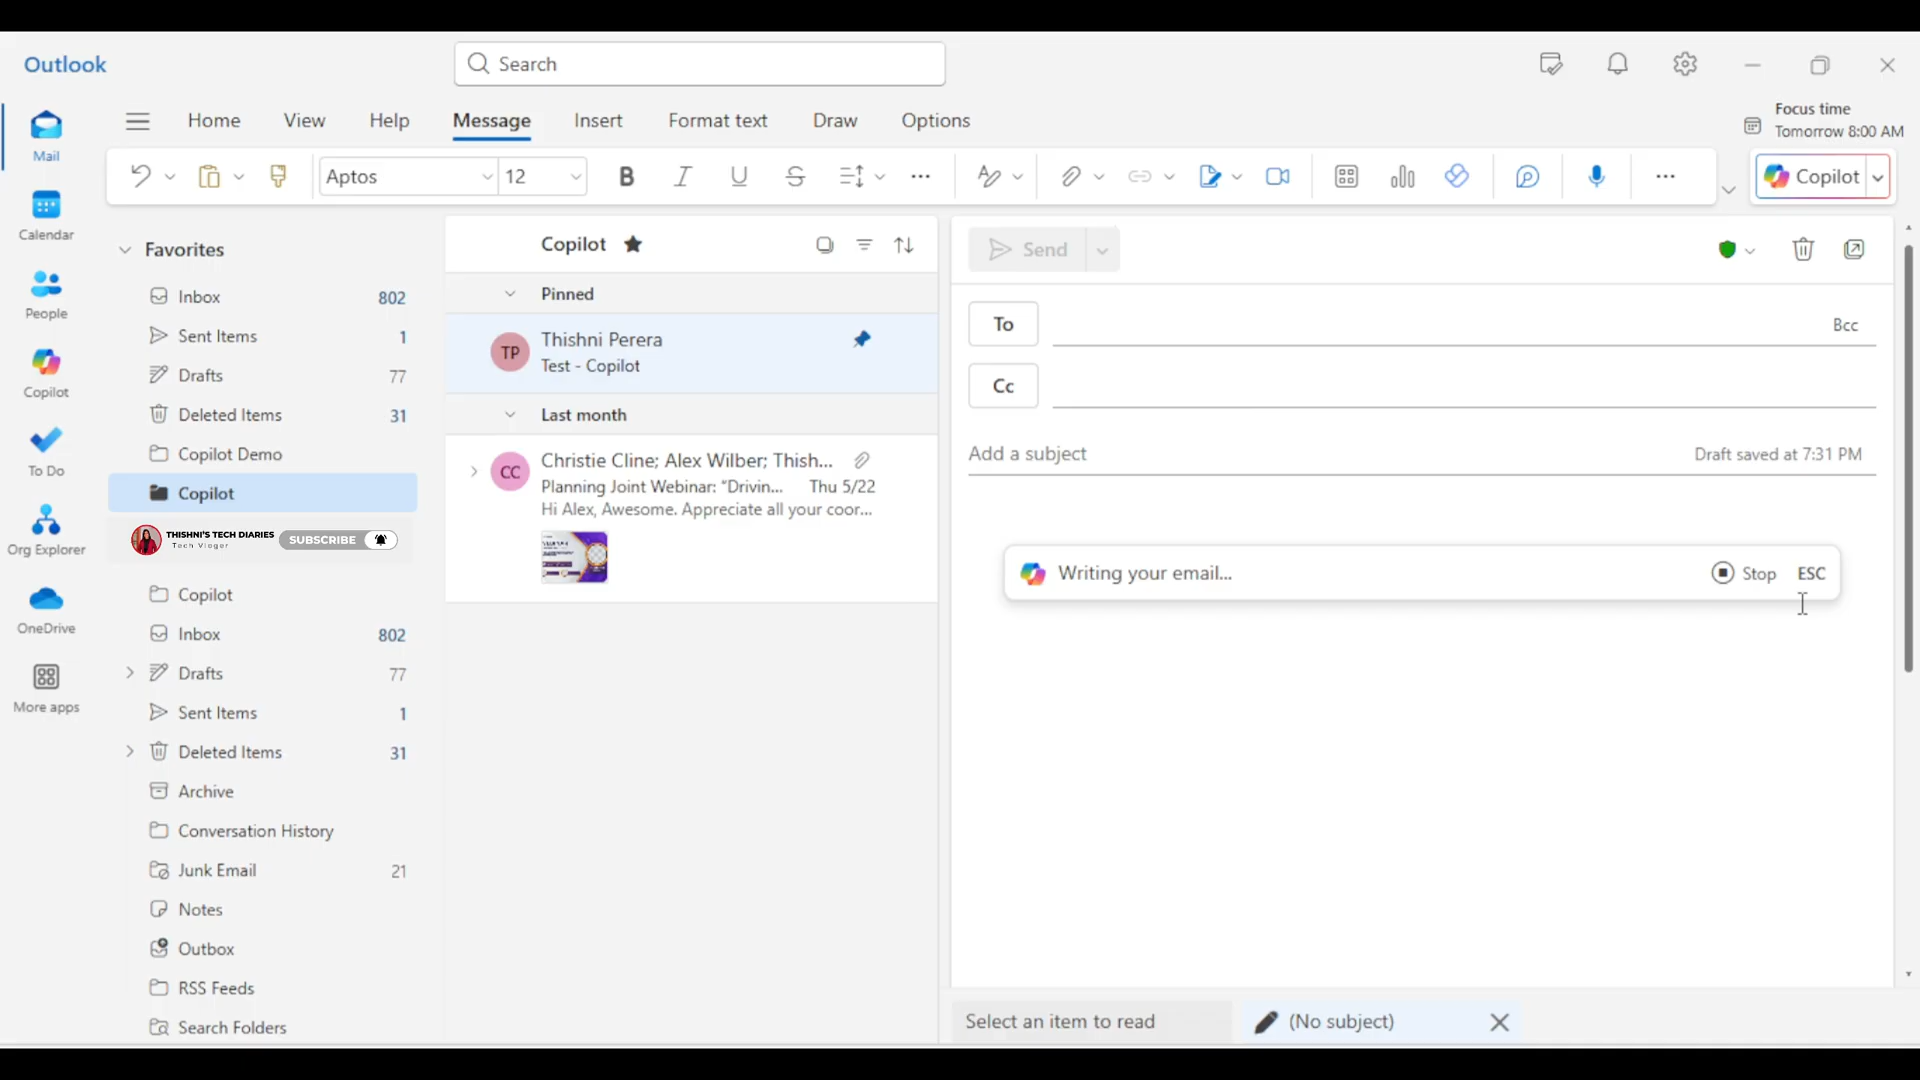 Outlook
Search
Focus time
Tomorrow 8:00 AM
Home View Help Message Insert Format text Draw Options
Aptos 12
Copilot
Mail
Calendar
People
Copilot
To Do
Org Explorer
OneDrive
More apps
Favorites
Inbox 802
Sent Items 1
Drafts 77
Deleted Items 31
Copilot Demo
Copilot
THISHNI'S TECH DIARIES
Tech Vloger
SUBSCRIBE
Copilot
Inbox 802
Drafts 77
Sent Items 1
Deleted Items 31
Archive
Conversation History
Junk Email 21
Notes
Outbox
RSS Feeds
Search Folders
Copilot
Pinned
TP
Thishni Perera
Test - Copilot
Last month
CC
Christie Cline; Alex Wilber; Thish...
Planning Joint Webinar: "Drivin... Thu 5/22
Hi Alex, Awesome. Appreciate all your coor...
Send
To Bcc
Cc
Add a subject Draft saved at 7:31 PM
Writing your email... Stop ESC
Select an item to read (No subject)